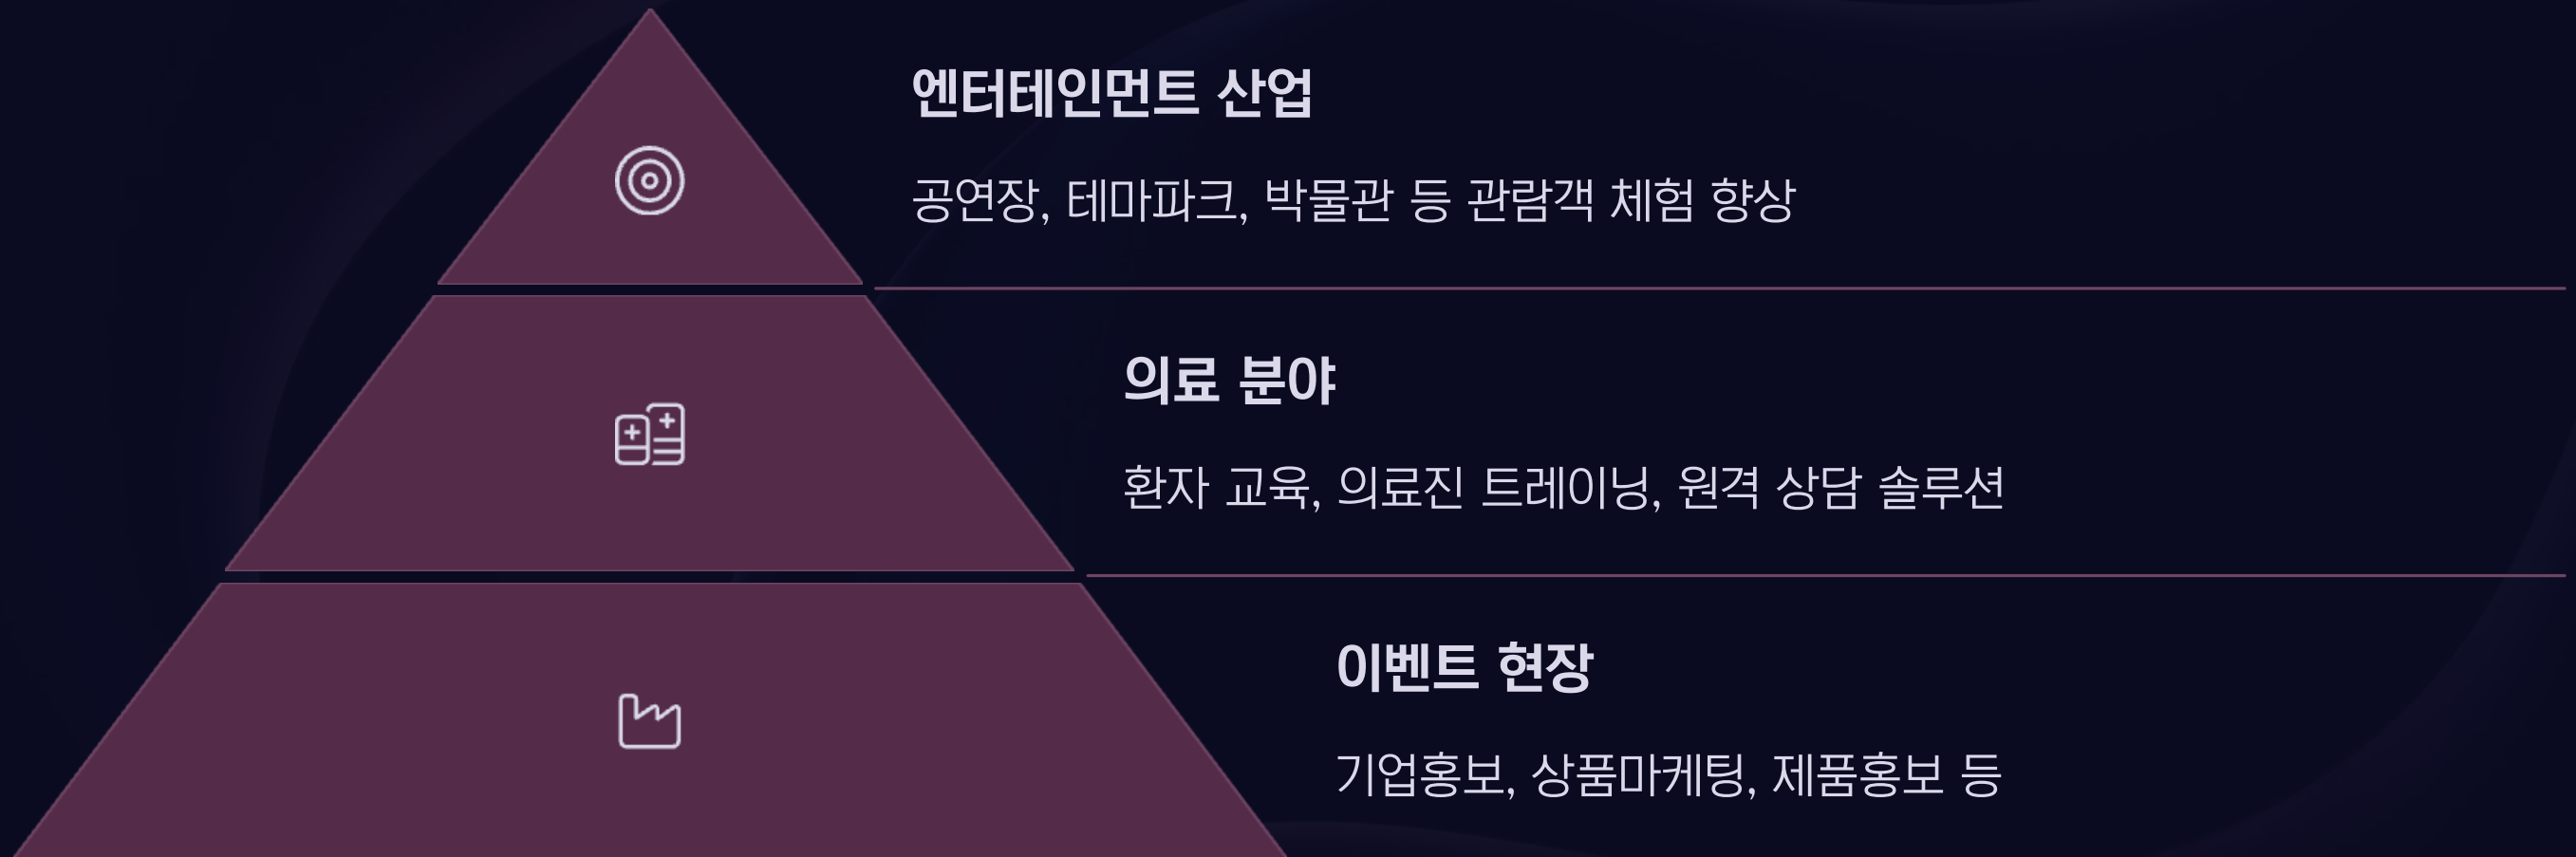 엔터테인먼트 산업
공연장, 테마파크, 박물관 등 관람객 체험 향상
의료 분야
환자 교육, 의료진 트레이닝, 원격 상담 솔루션
이벤트 현장
기업홍보, 상품마케팅, 제품홍보 등